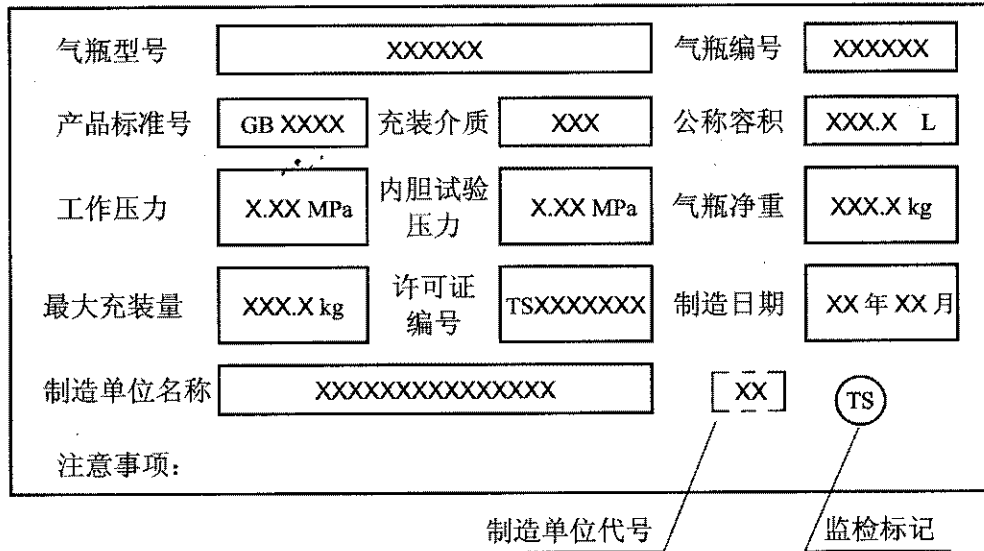 气瓶型号 XXXXXX 气瓶编号 XXXXXX
产品标准号 GB XXXX 充装介质 XXX 公称容积 XXX.X L
工作压力 X.XX MPa 内胆试验压力 X.XX MPa 气瓶净重 XXX.X kg
最大充装量 XXX.X kg 许可证编号 TSXXXXXXX 制造日期 XX 年 XX 月
制造单位名称 XXXXXXXXXXXXXXX XX TS
注意事项：
制造单位代号 监检标记